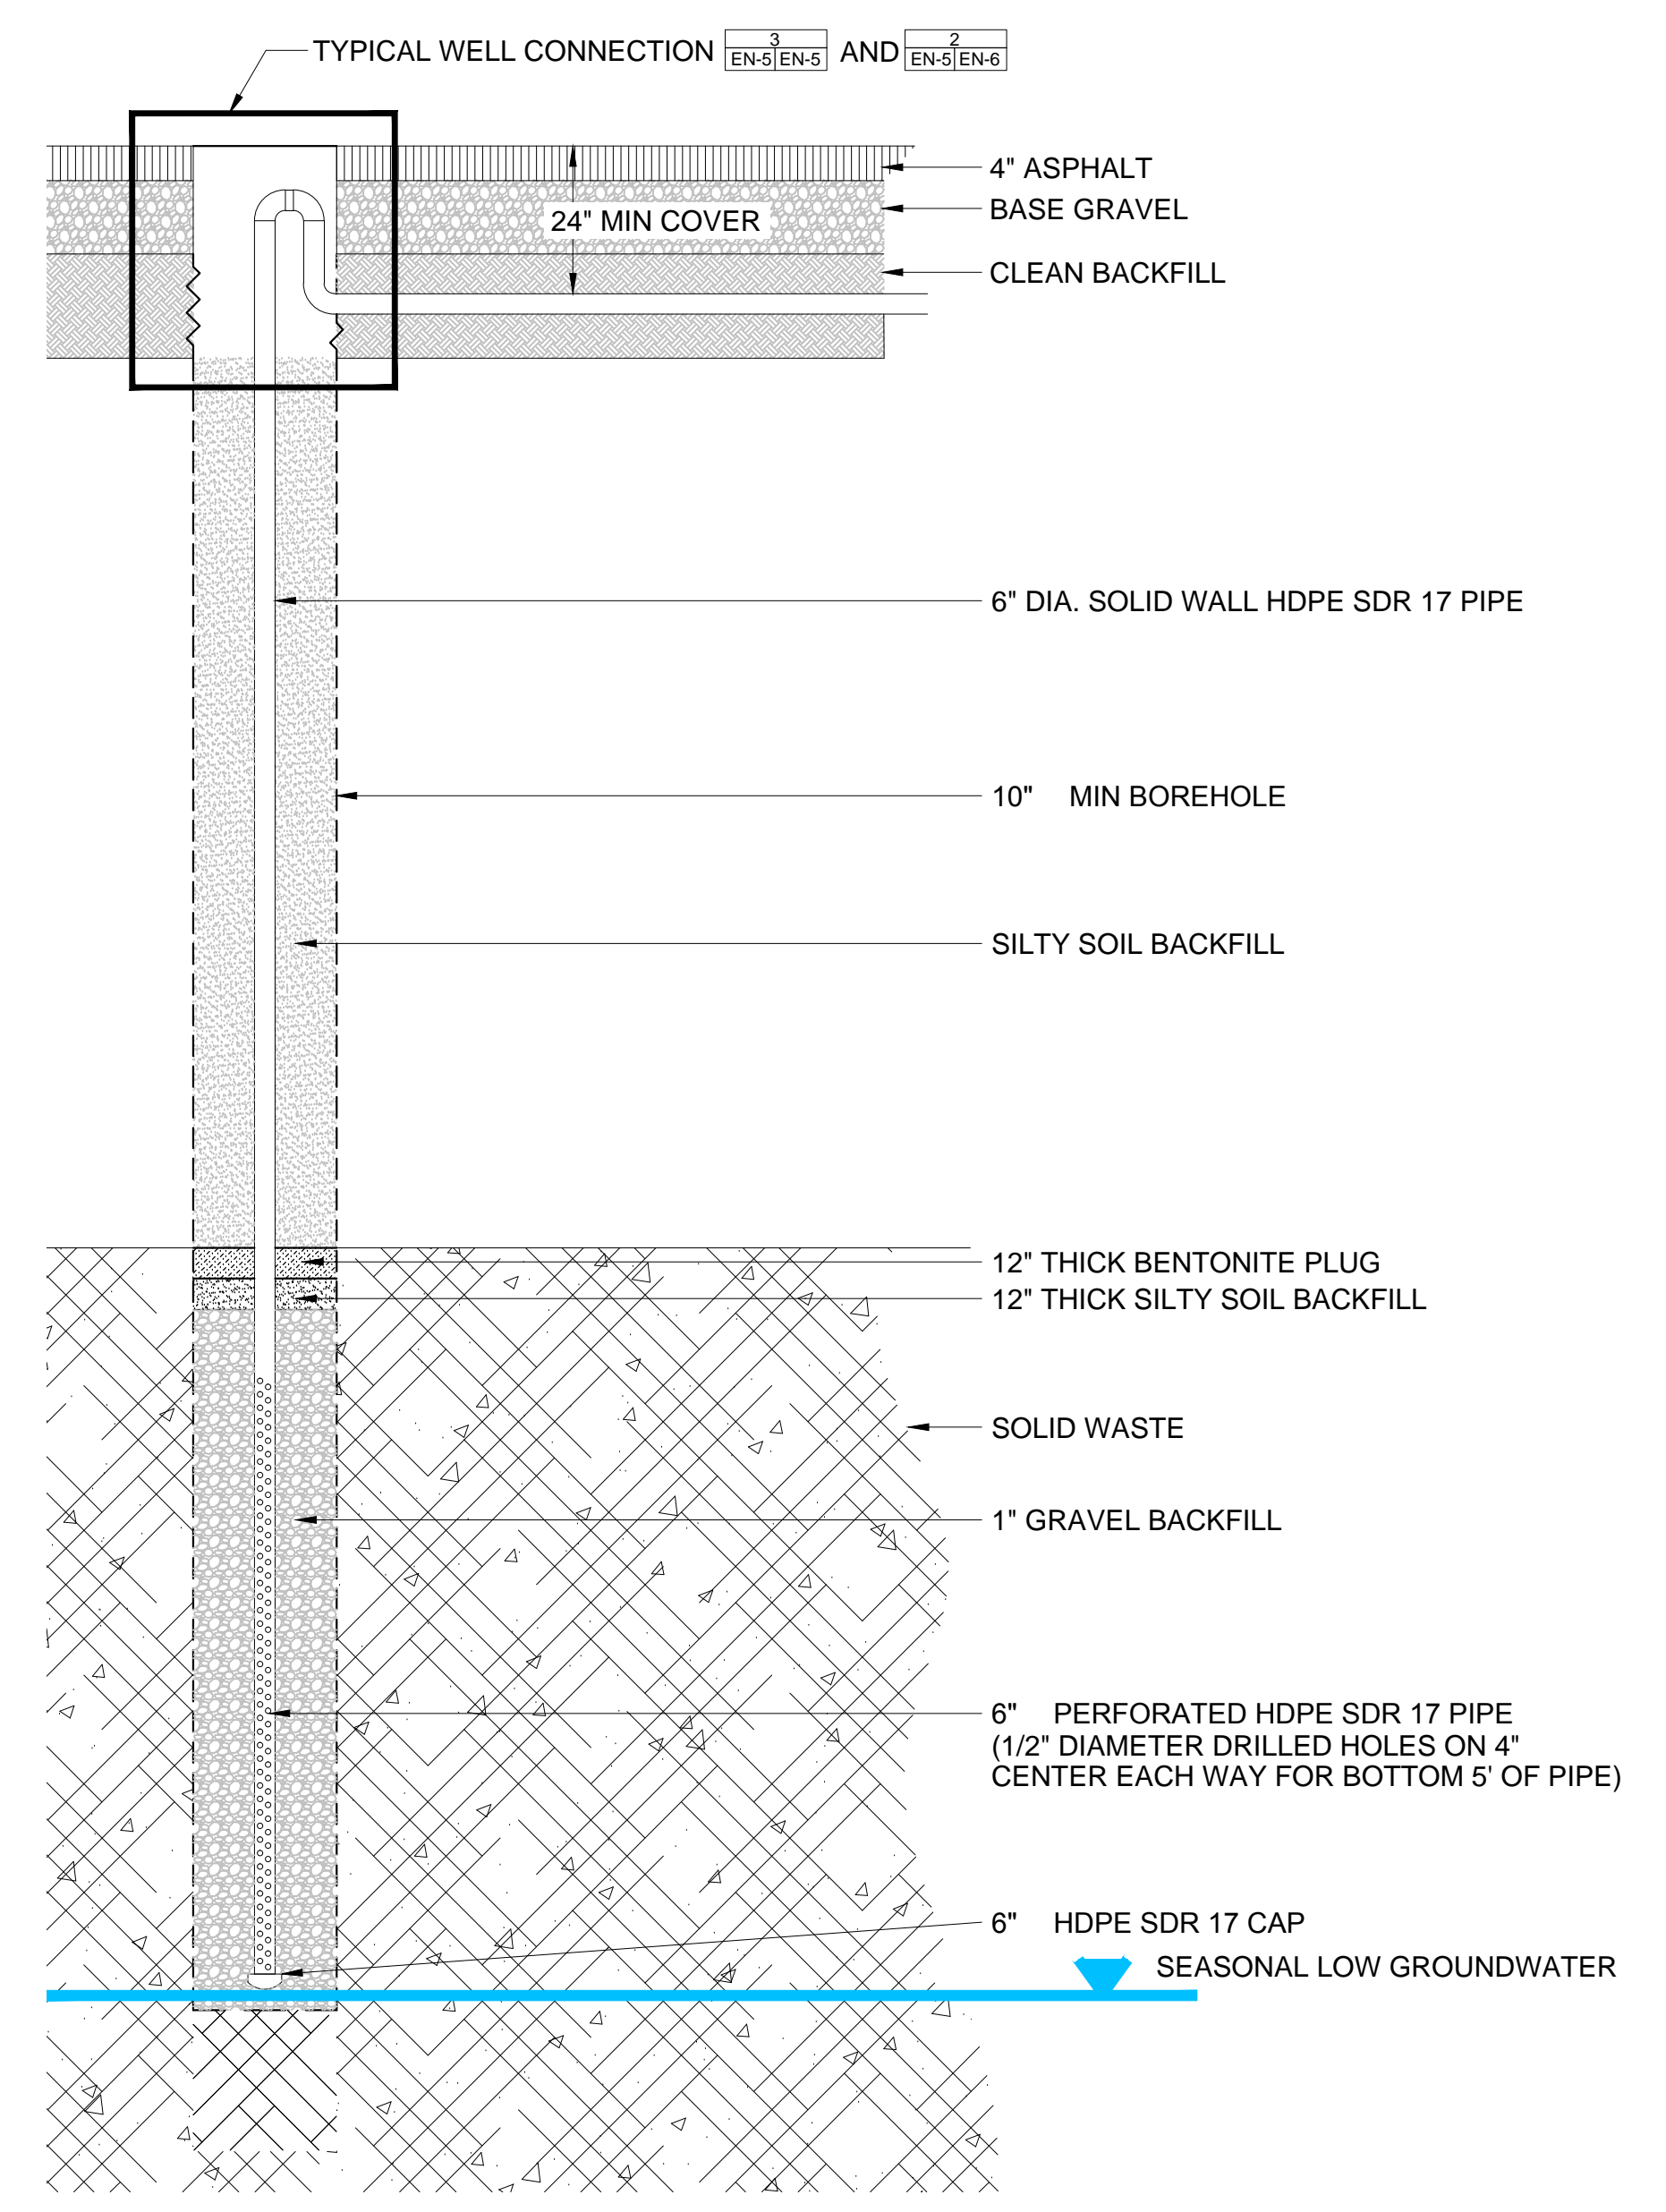 TYPICAL WELL CONNECTION 3 EN-5 EN-5 AND 2 EN-5 EN-6
4" ASPHALT
BASE GRAVEL
24" MIN COVER
CLEAN BACKFILL
6" DIA. SOLID WALL HDPE SDR 17 PIPE
10" MIN BOREHOLE
SILTY SOIL BACKFILL
12" THICK BENTONITE PLUG
12" THICK SILTY SOIL BACKFILL
SOLID WASTE
1" GRAVEL BACKFILL
6" PERFORATED HDPE SDR 17 PIPE
(1/2" DIAMETER DRILLED HOLES ON 4"
CENTER EACH WAY FOR BOTTOM 5' OF PIPE)
6" HDPE SDR 17 CAP
SEASONAL LOW GROUNDWATER